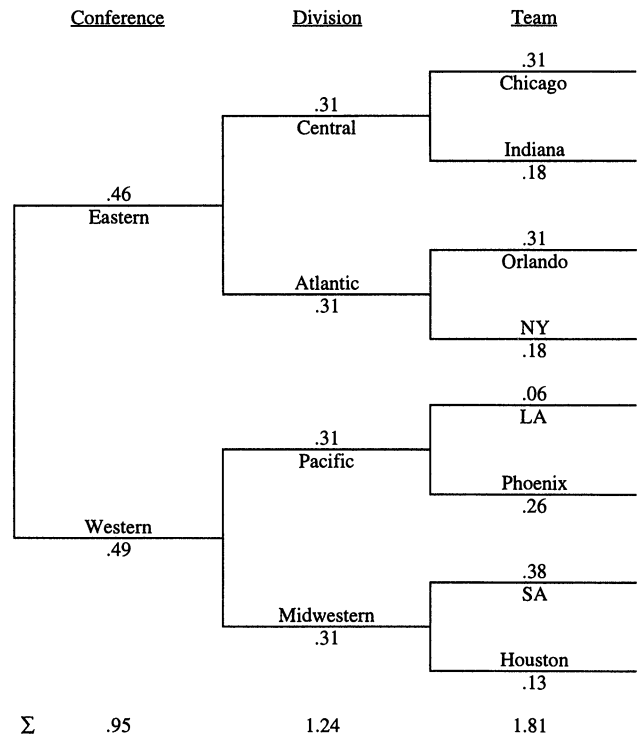 Conference Division Team
.31
Chicago
.31
Central
Indiana
.18
.46
Eastern
.31
Orlando
Atlantic
.31
NY
.18
.06
LA
.31
Pacific
Phoenix
.26
Western
.49
.38
SA
Midwestern
.31
Houston
.13
Σ .95 1.24 1.81